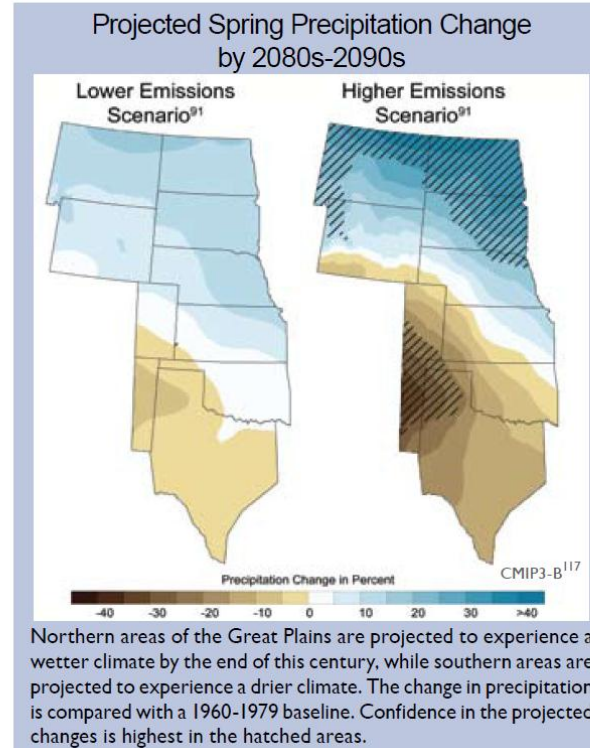 Projected Spring Precipitation Change
by 2080s-2090s
Lower Emissions
Scenario91
Higher Emissions
Scenario91
CMIP3-B117
Precipitation Change in Percent
-40 -30 -20 -10 0 10 20 30 >40
Northern areas of the Great Plains are projected to experience a
wetter climate by the end of this century, while southern areas are
projected to experience a drier climate. The change in precipitation
is compared with a 1960-1979 baseline. Confidence in the projected
changes is highest in the hatched areas.